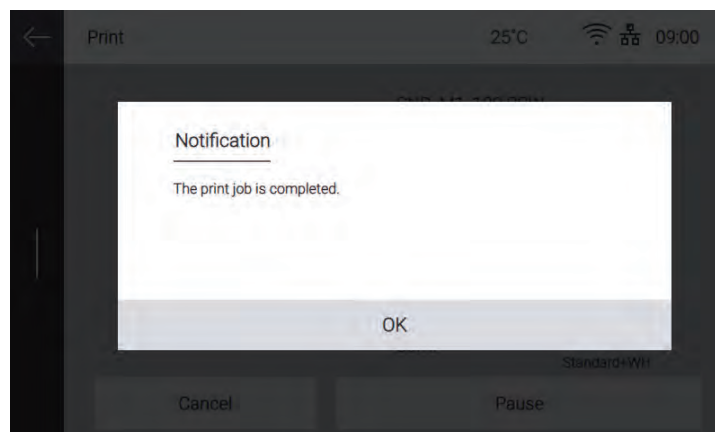 Print 25°C 09:00
Notification
The print job is completed.
OK
Standard+WH
Cancel Pause